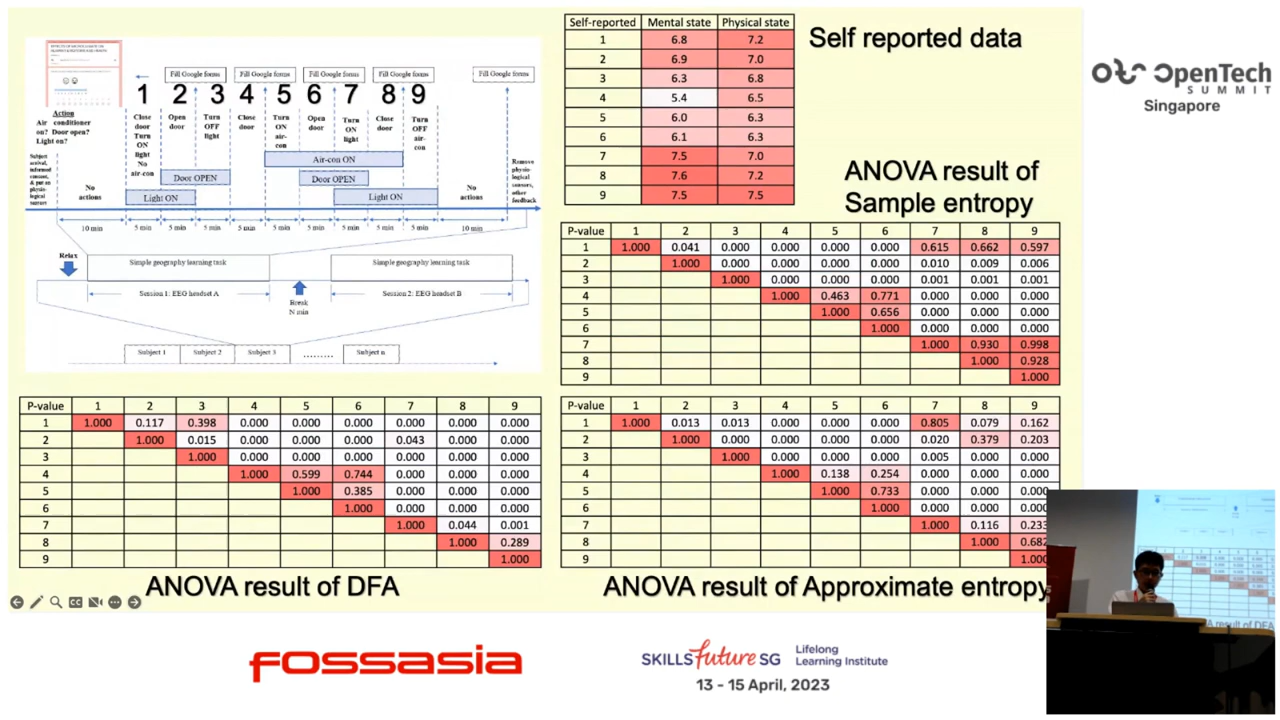 Self-reported Mental state Physical state
1 6.8 7.2
2 6.9 7.0
3 6.3 6.8
4 5.4 6.5
5 6.0 6.3
6 6.1 6.3
7 7.5 7.0
8 7.6 7.2
9 7.5 7.5
Self reported data
OpenTech
SUMMIT
Singapore
Fill Google forms Fill Google forms Fill Google forms Fill Google forms Fill Google forms
1 2 3 4 5 6 7 8 9
Action
Air conditioner
on? Door open?
Light on?
Close
door
Turn
ON
light
No
air-con
Open
door
Turn
OFF
light
Close
door
Turn
ON
air-
con
Open
door
Turn
ON
light
Close
door
Turn
OFF
air-
con
Subject
arrival,
informed
consent,
& put on
physio-
logical
sensors
No
actions
Air-con ON
Door OPEN Door OPEN
Light ON Light ON
No
actions
Remove
physio-
logical
sensors,
other
feedback
10 min 5 min 5 min 5 min 5 min 5 min 5 min 5 min 5 min 5 min 10 min
Relax
Simple geography learning task Simple geography learning task
Session 1: EEG headset A
Break
N min
Session 2: EEG headset B
Subject 1 Subject 2 Subject 3 ......... Subject n
ANOVA result of
Sample entropy
P-value 1 2 3 4 5 6 7 8 9
1 1.000 0.041 0.000 0.000 0.000 0.000 0.615 0.662 0.597
2 1.000 0.000 0.000 0.000 0.000 0.010 0.009 0.006
3 1.000 0.000 0.000 0.000 0.001 0.001 0.001
4 1.000 0.463 0.771 0.000 0.000 0.000
5 1.000 0.656 0.000 0.000 0.000
6 1.000 0.000 0.000 0.000
7 1.000 0.930 0.998
8 1.000 0.928
9 1.000
P-value 1 2 3 4 5 6 7 8 9
1 1.000 0.117 0.398 0.000 0.000 0.000 0.000 0.000 0.000
2 1.000 0.015 0.000 0.000 0.000 0.043 0.000 0.000
3 1.000 0.000 0.000 0.000 0.000 0.000 0.000
4 1.000 0.599 0.744 0.000 0.000 0.000
5 1.000 0.385 0.000 0.000 0.000
6 1.000 0.000 0.000 0.000
7 1.000 0.044 0.001
8 1.000 0.289
9 1.000
ANOVA result of DFA
P-value 1 2 3 4 5 6 7 8 9
1 1.000 0.013 0.013 0.000 0.000 0.000 0.805 0.079 0.162
2 1.000 0.000 0.000 0.000 0.000 0.020 0.379 0.203
3 1.000 0.000 0.000 0.000 0.005 0.000 0.000
4 1.000 0.138 0.254 0.000 0.000 0.000
5 1.000 0.733 0.000 0.000 0.000
6 1.000 0.000 0.000
7 1.000 0.116
8 1.000
9
ANOVA result of Approximate entropy
CC
FOSSASIA
SKILLS future SG
Lifelong
Learning Institute
13 - 15 April, 2023